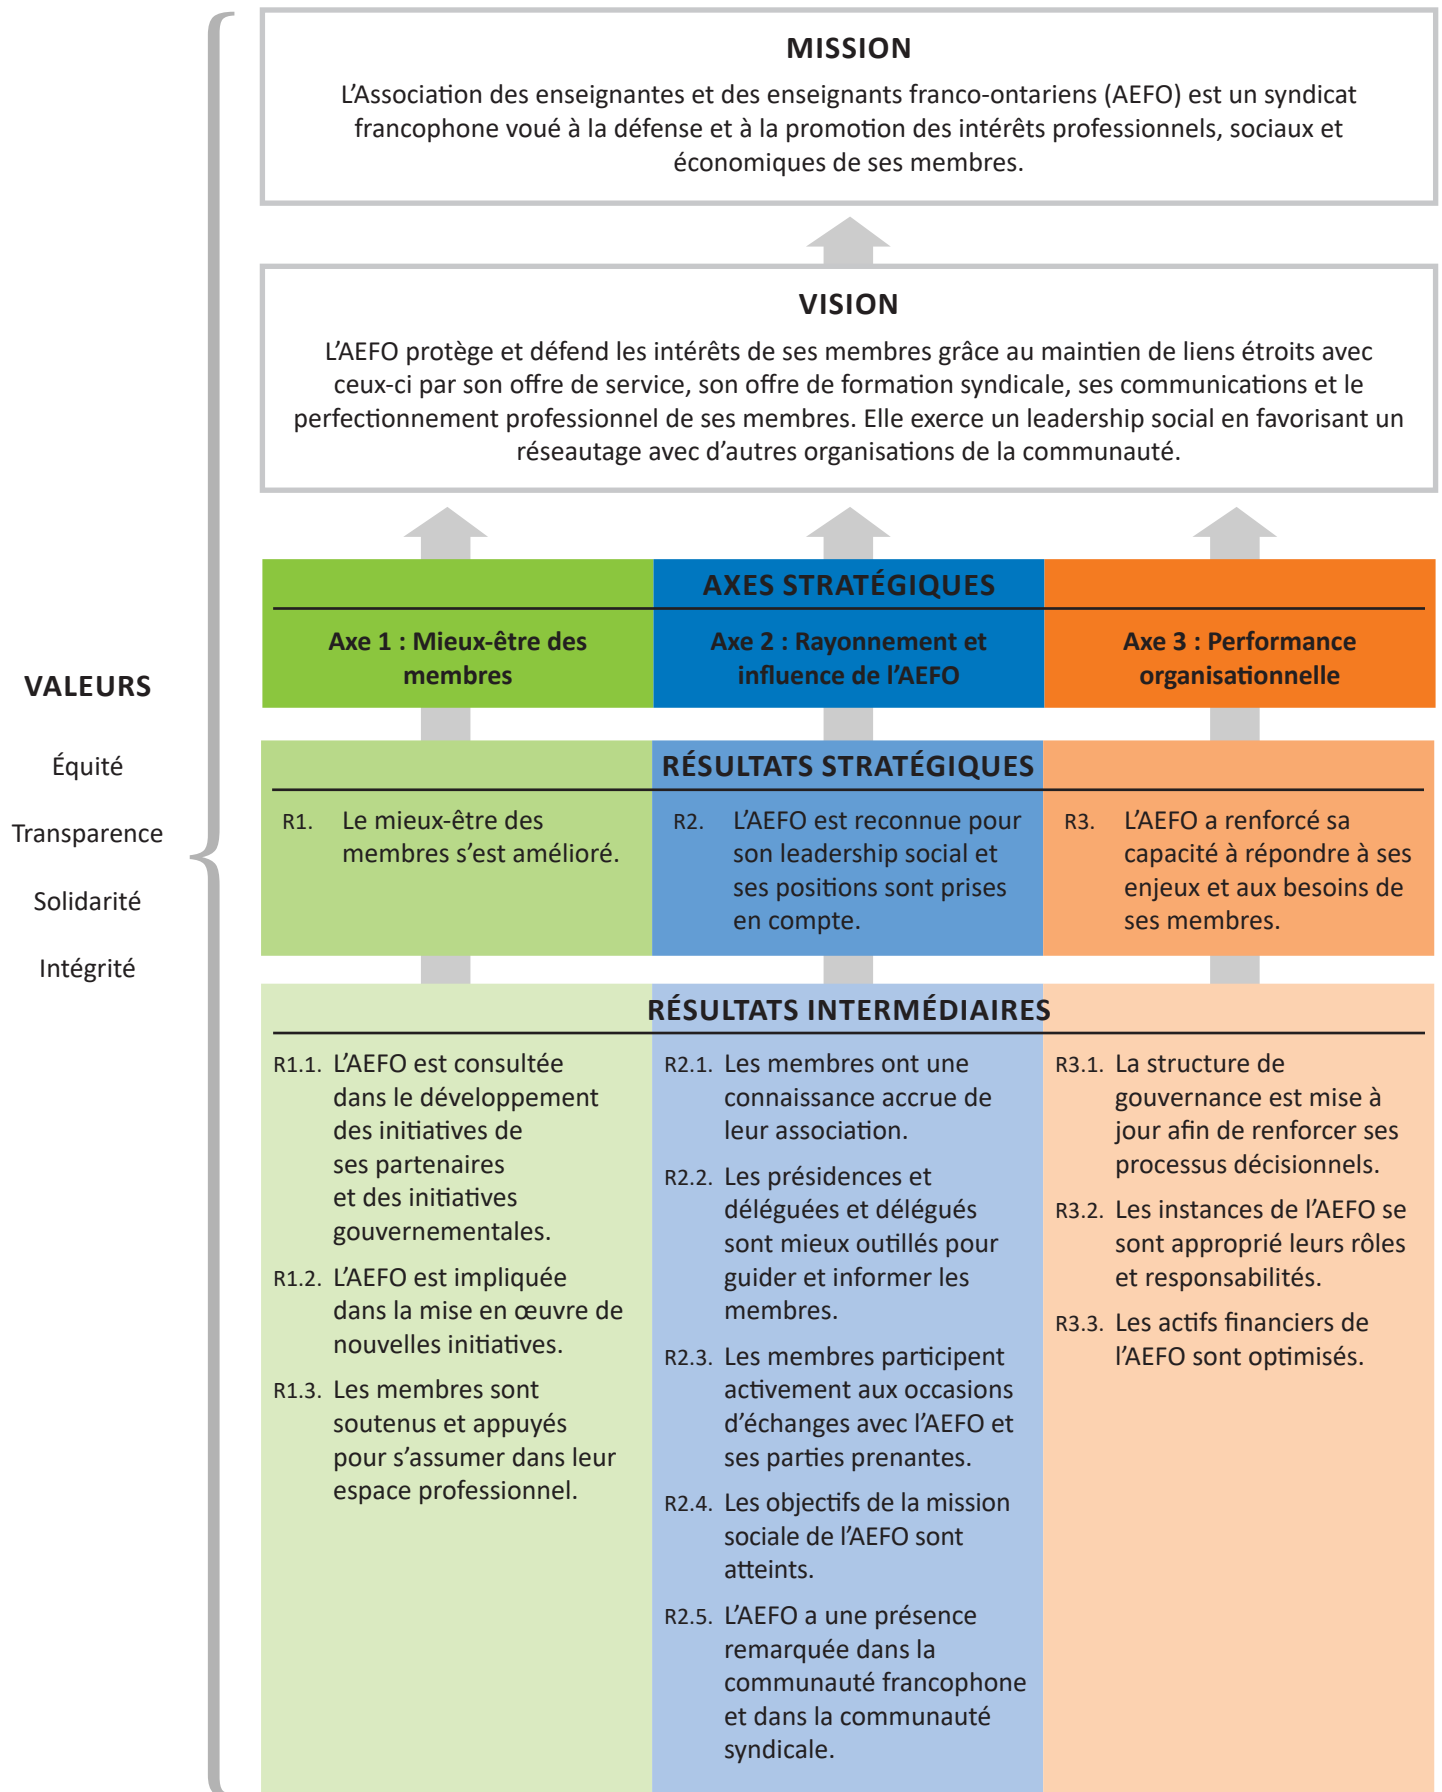 MISSION
L’Association des enseignantes et des enseignants franco-ontariens (AEFO) est un syndicat
francophone voué à la défense et à la promotion des intérêts professionnels, sociaux et
économiques de ses membres.
VISION
L’AEFO protège et défend les intérêts de ses membres grâce au maintien de liens étroits avec
ceux-ci par son offre de service, son offre de formation syndicale, ses communications et le
perfectionnement professionnel de ses membres. Elle exerce un leadership social en favorisant un
réseautage avec d’autres organisations de la communauté.
VALEURS
Équité
Transparence
Solidarité
Intégrité
AXES STRATÉGIQUES
Axe 1 : Mieux-être des
membres
Axe 2 : Rayonnement et
influence de l’AEFO
Axe 3 : Performance
organisationnelle
RÉSULTATS STRATÉGIQUES
R1. Le mieux-être des
membres s’est amélioré.
R2. L’AEFO est reconnue pour
son leadership social et
ses positions sont prises
en compte.
R3. L’AEFO a renforcé sa
capacité à répondre à ses
enjeux et aux besoins de
ses membres.
RÉSULTATS INTERMÉDIAIRES
R1.1. L’AEFO est consultée
dans le développement
des initiatives de
ses partenaires
et des initiatives
gouvernementales.
R1.2. L’AEFO est impliquée
dans la mise en œuvre de
nouvelles initiatives.
R1.3. Les membres sont
soutenus et appuyés
pour s’assumer dans leur
espace professionnel.
R2.1. Les membres ont une
connaissance accrue de
leur association.
R2.2. Les présidences et
déléguées et délégués
sont mieux outillés pour
guider et informer les
membres.
R2.3. Les membres participent
activement aux occasions
d’échanges avec l’AEFO et
ses parties prenantes.
R2.4. Les objectifs de la mission
sociale de l’AEFO sont
atteints.
R2.5. L’AEFO a une présence
remarquée dans la
communauté francophone
et dans la communauté
syndicale.
R3.1. La structure de
gouvernance est mise à
jour afin de renforcer ses
processus décisionnels.
R3.2. Les instances de l’AEFO se
sont approprié leurs rôles
et responsabilités.
R3.3. Les actifs financiers de
l’AEFO sont optimisés.